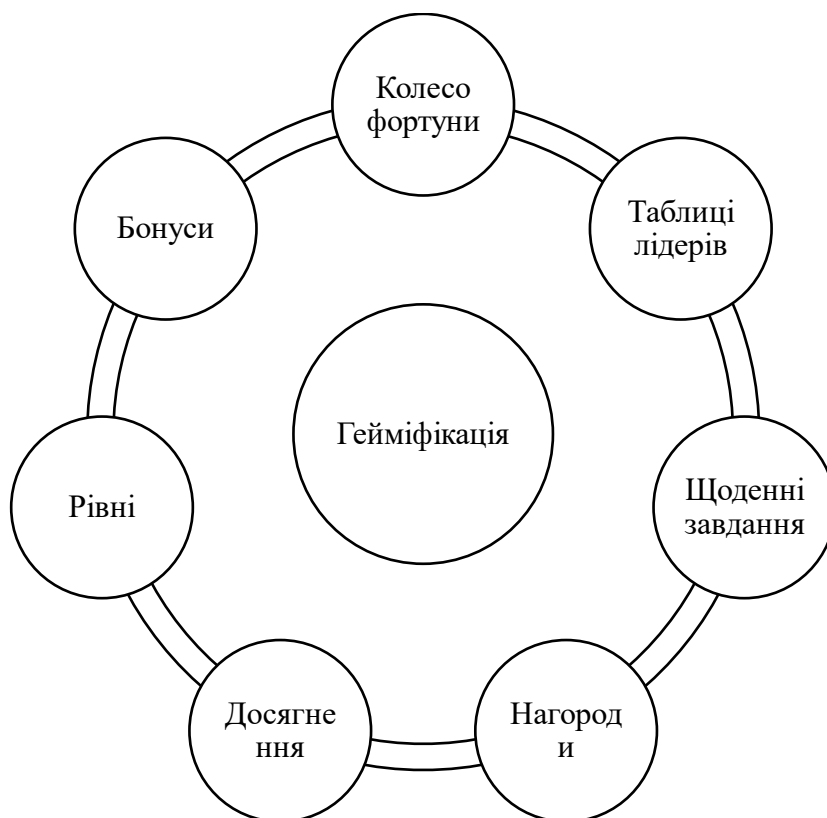 Колесо
фортуни
Таблиці
лідерів
Щоденні
завдання
Нагород
и
Досягне
ння
Рівні
Бонуси
Гейміфікація